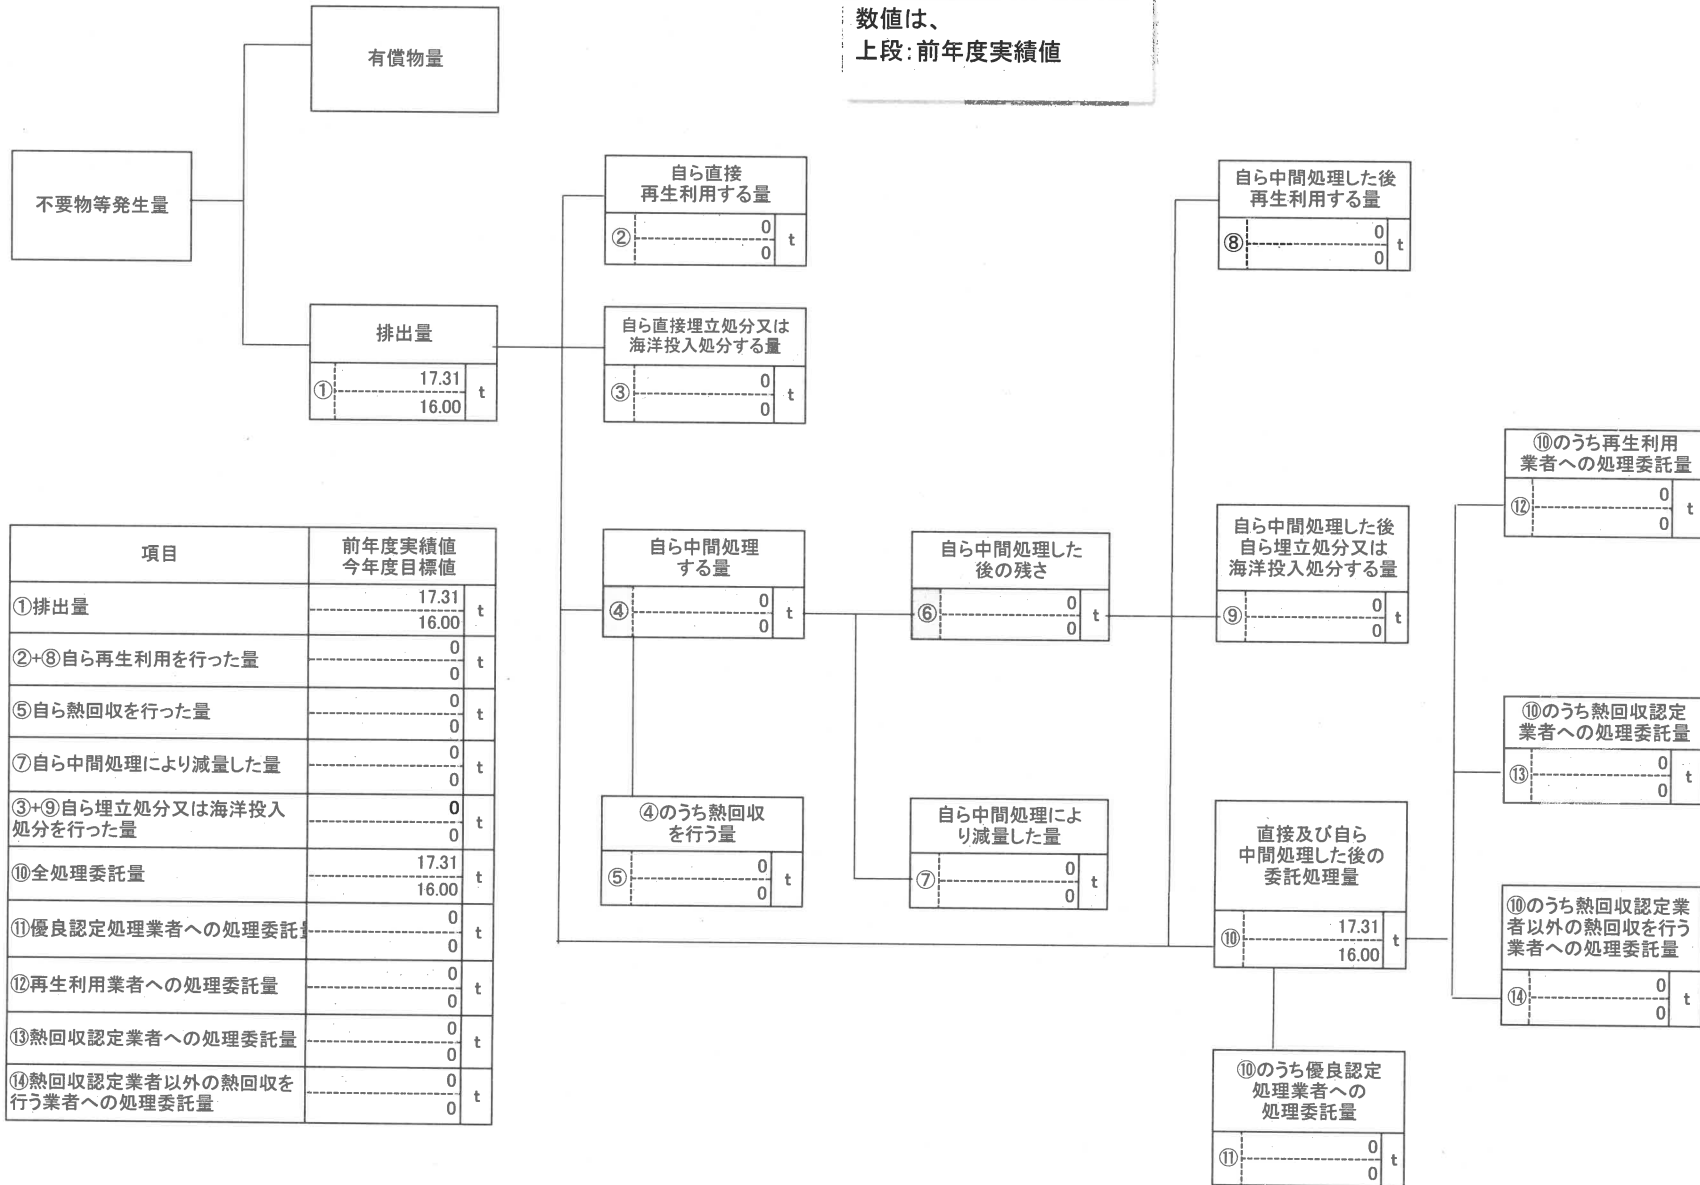 数値は、
上段：前年度実績値
有償物量
不要物等発生量
排出量
① 17.31 t
16.00
自ら直接
再生利用する量
② 0 t
0
自ら直接埋立処分又は
海洋投入処分する量
③ 0 t
0
自ら中間処理
する量
④ 0 t
0
④のうち熱回収
を行う量
⑤ 0 t
0
自ら中間処理した
後の残さ
⑥ 0 t
0
自ら中間処理によ
り減量した量
⑦ 0 t
0
自ら中間処理した後
再生利用する量
⑧ 0 t
0
自ら中間処理した後
自ら埋立処分又は
海洋投入処分する量
⑨ 0 t
0
直接及び自ら
中間処理した後の
委託処理量
⑩ 17.31 t
16.00
⑩のうち優良認定
処理業者への
処理委託量
⑪ 0 t
0
⑩のうち再生利用
業者への処理委託量
⑫ 0 t
0
⑩のうち熱回収認定
業者への処理委託量
⑬ 0 t
0
⑩のうち熱回収認定業
者以外の熱回収を行う
業者への処理委託量
⑭ 0 t
0
項目 前年度実績値
今年度目標値
①排出量 17.31 t
16.00
②+⑧自ら再生利用を行った量 0 t
0
⑤自ら熱回収を行った量 0 t
0
⑦自ら中間処理により減量した量 0 t
0
③+⑨自ら埋立処分又は海洋投入
処分を行った量 0 t
0
⑩全処理委託量 17.31 t
16.00
⑪優良認定処理業者への処理委託 0 t
0
⑫再生利用業者への処理委託量 0 t
0
⑬熱回収認定業者への処理委託量 0 t
0
⑭熱回収認定業者以外の熱回収を
行う業者への処理委託量 0 t
0